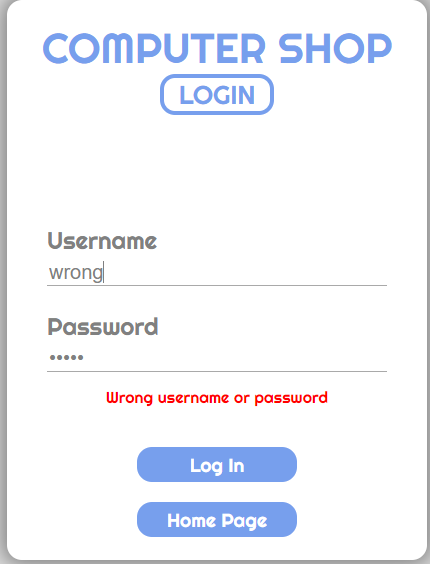 COMPUTER SHOP
LOGIN
Username
wrong
Password
•••••
Wrong username or password
Log In
Home Page